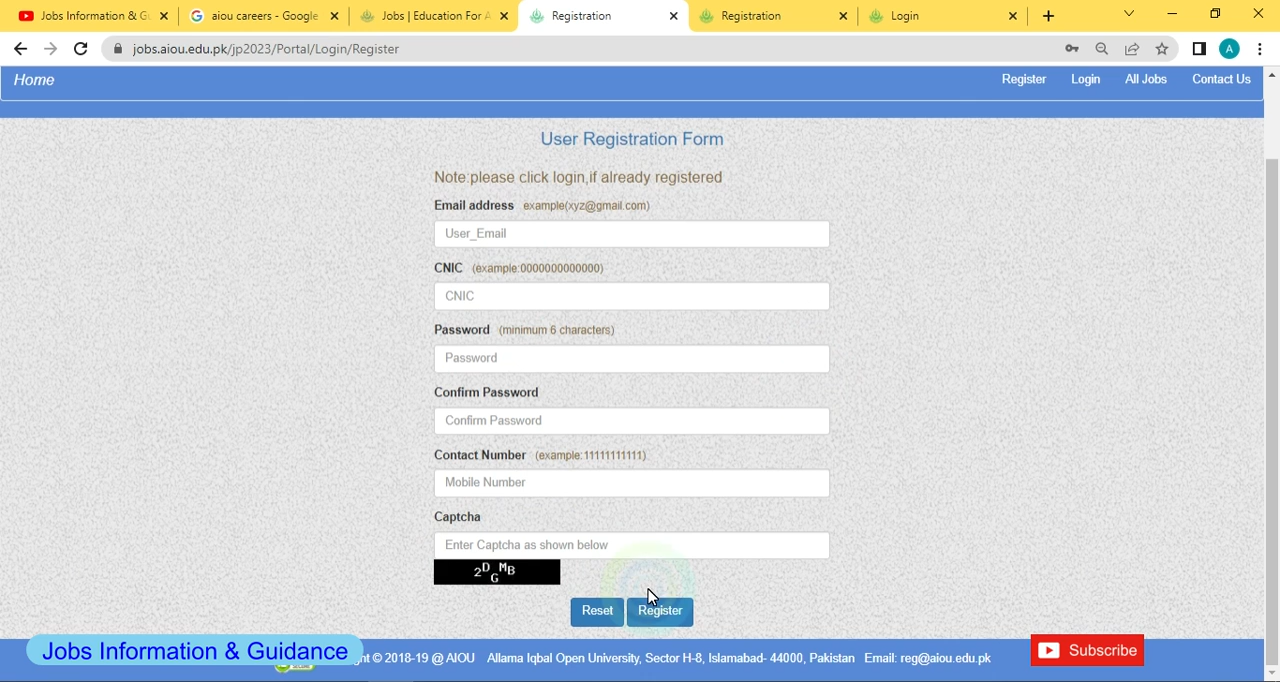 Jobs Information & Gu
aiou careers - Google
Jobs | Education For A
Registration
Registration
Login
jobs.aiou.edu.pk/jp2023/Portal/Login/Register
A
Home
Register
Login
All Jobs
Contact Us
User Registration Form
Note:please click login,if already registered
Email address example(xyz@gmail.com)
User_Email
CNIC (example:0000000000000)
CNIC
Password (minimum 6 characters)
Password
Confirm Password
Confirm Password
Contact Number (example:11111111111)
Mobile Number
Captcha
Enter Captcha as shown below
2DGMB
Reset
Register
Jobs Information & Guidance
ht © 2018-19 @ AIOU Allama Iqbal Open University, Sector H-8, Islamabad- 44000, Pakistan Email: reg@aiou.edu.pk
Subscribe